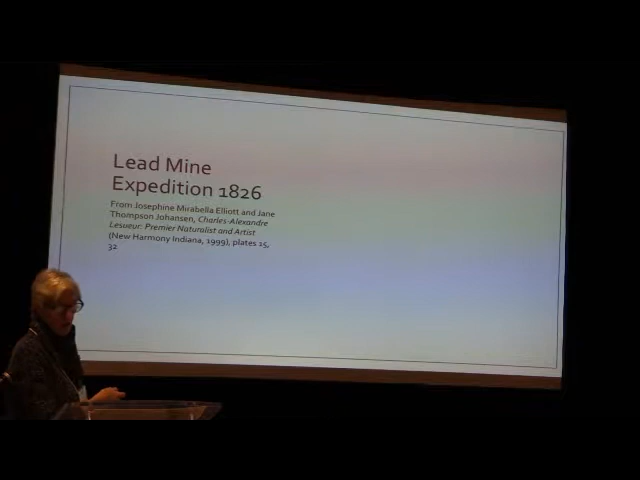 Lead Mine
Expedition 1826
From Josephine Mirabella Elliott and Jane
Thompson Johansen, Charles-Alexandre
Lesueur: Premier Naturalist and Artist
(New Harmony Indiana, 1999), plates 15,
32